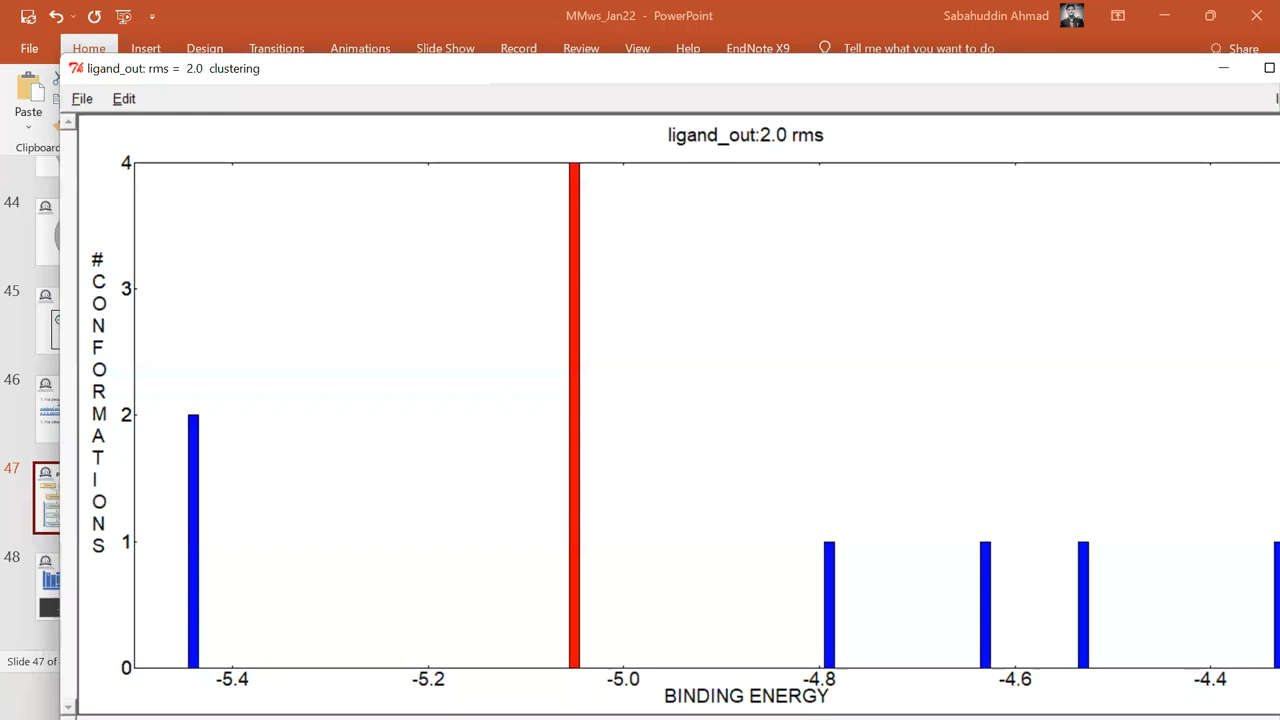 MMws_Jan22 - PowerPoint
Sabahuddin Ahmad
File Home Insert Design Transitions Animations Slide Show Record Review View Help EndNote X9 Tell me what you want to do Share
ligand_out: rms = 2.0 clustering
File Edit
Paste
Clipboard
ligand_out:2.0 rms
4
3
2
1
0
#CONFORMATIONS
-5.4 -5.2 -5.0 -4.8 -4.6 -4.4
BINDING ENERGY
44
45
46
47
48
Slide 47 of